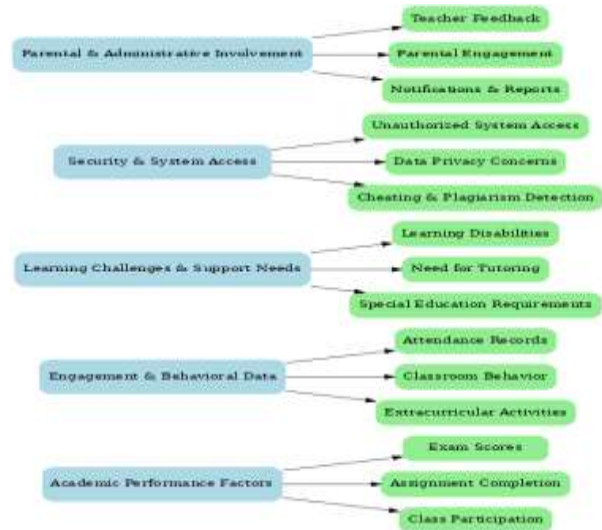 Parental & Administrative Involvement
Teacher Feedback
Parental Engagement
Notifications & Reports
Security & System Access
Unauthorized System Access
Data Privacy Concerns
Cheating & Plagiarism Detection
Learning Challenges & Support Needs
Learning Disabilities
Need for Tutoring
Special Education Requirements
Engagement & Behavioral Data
Attendance Records
Classroom Behavior
Extracurricular Activities
Academic Performance Factors
Exam Scores
Assignment Completion
Class Participation